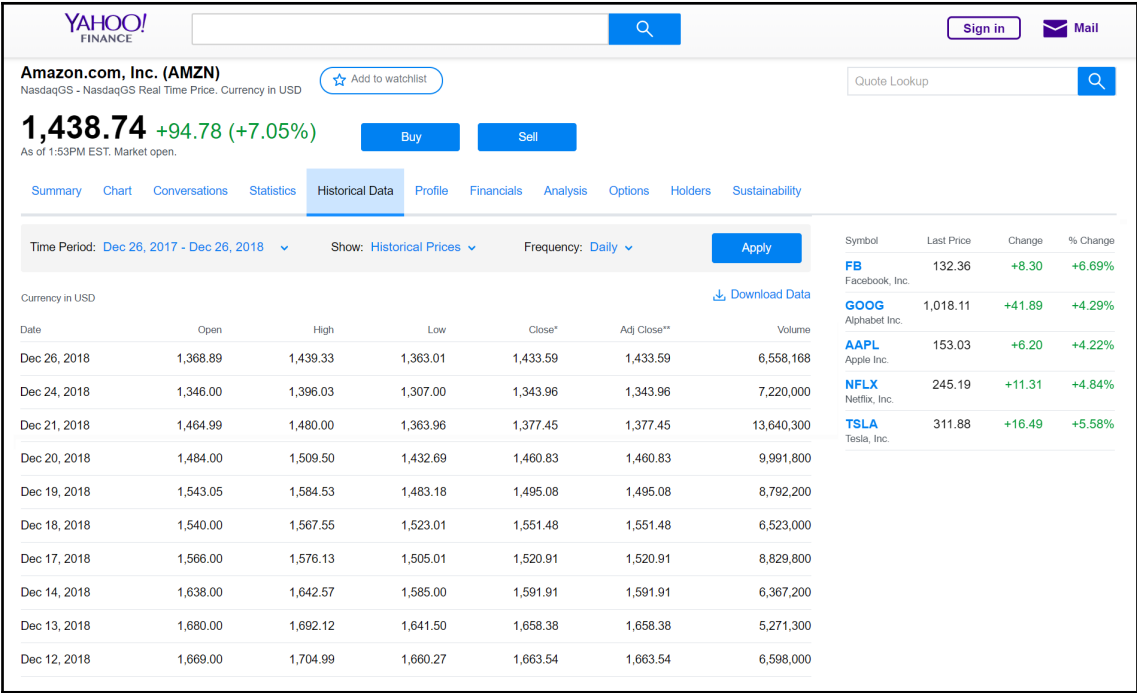 YAHOO!
FINANCE
Sign in
Mail
Amazon.com, Inc. (AMZN)
NasdaqGS - NasdaqGS Real Time Price. Currency in USD
Add to watchlist
Quote Lookup
1,438.74 +94.78 (+7.05%)
As of 1:53PM EST. Market open.
Buy
Sell
Summary Chart Conversations Statistics Historical Data Profile Financials Analysis Options Holders Sustainability
Time Period: Dec 26, 2017 - Dec 26, 2018 Show: Historical Prices Frequency: Daily Apply
Currency in USD
Download Data
Date Open High Low Close* Adj Close** Volume
Dec 26, 2018 1,368.89 1,439.33 1,363.01 1,433.59 1,433.59 6,558,168
Dec 24, 2018 1,346.00 1,396.03 1,307.00 1,343.96 1,343.96 7,220,000
Dec 21, 2018 1,464.99 1,480.00 1,363.96 1,377.45 1,377.45 13,640,300
Dec 20, 2018 1,484.00 1,509.50 1,432.69 1,460.83 1,460.83 9,991,800
Dec 19, 2018 1,543.05 1,584.53 1,483.18 1,495.08 1,495.08 8,792,200
Dec 18, 2018 1,540.00 1,567.55 1,523.01 1,551.48 1,551.48 6,523,000
Dec 17, 2018 1,566.00 1,576.13 1,505.01 1,520.91 1,520.91 8,829,800
Dec 14, 2018 1,638.00 1,642.57 1,585.00 1,591.91 1,591.91 6,367,200
Dec 13, 2018 1,680.00 1,692.12 1,641.50 1,658.38 1,658.38 5,271,300
Dec 12, 2018 1,669.00 1,704.99 1,660.27 1,663.54 1,663.54 6,598,000
Symbol Last Price Change % Change
FB 132.36 +8.30 +6.69%
Facebook, Inc.
GOOG 1,018.11 +41.89 +4.29%
Alphabet Inc.
AAPL 153.03 +6.20 +4.22%
Apple Inc.
NFLX 245.19 +11.31 +4.84%
Netflix, Inc.
TSLA 311.88 +16.49 +5.58%
Tesla, Inc.